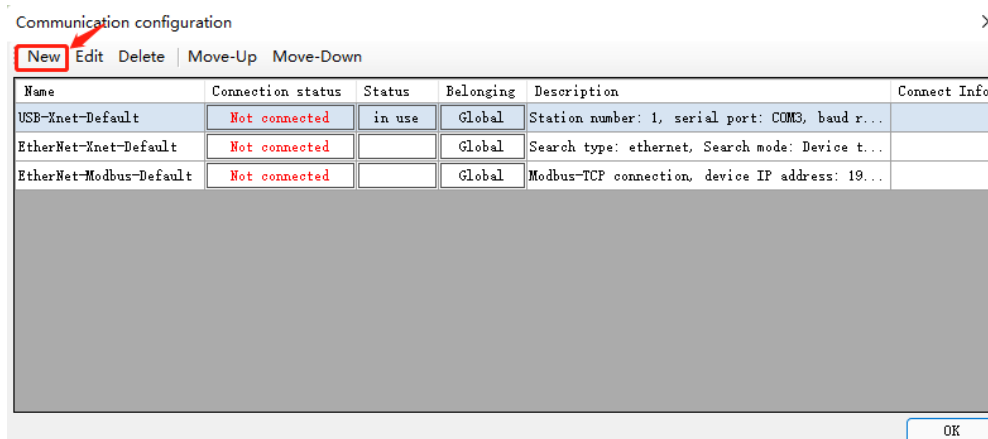 Communication configuration
New Edit Delete Move-Up Move-Down
Name Connection status Status Belonging Description Connect Info
USB-Xnet-Default Not connected in use Global Station number: 1, serial port: COM3, baud r...
EtherNet-Xnet-Default Not connected Global Search type: ethernet, Search mode: Device t...
EtherNet-Modbus-Default Not connected Global Modbus-TCP connection, device IP address: 19...
OK